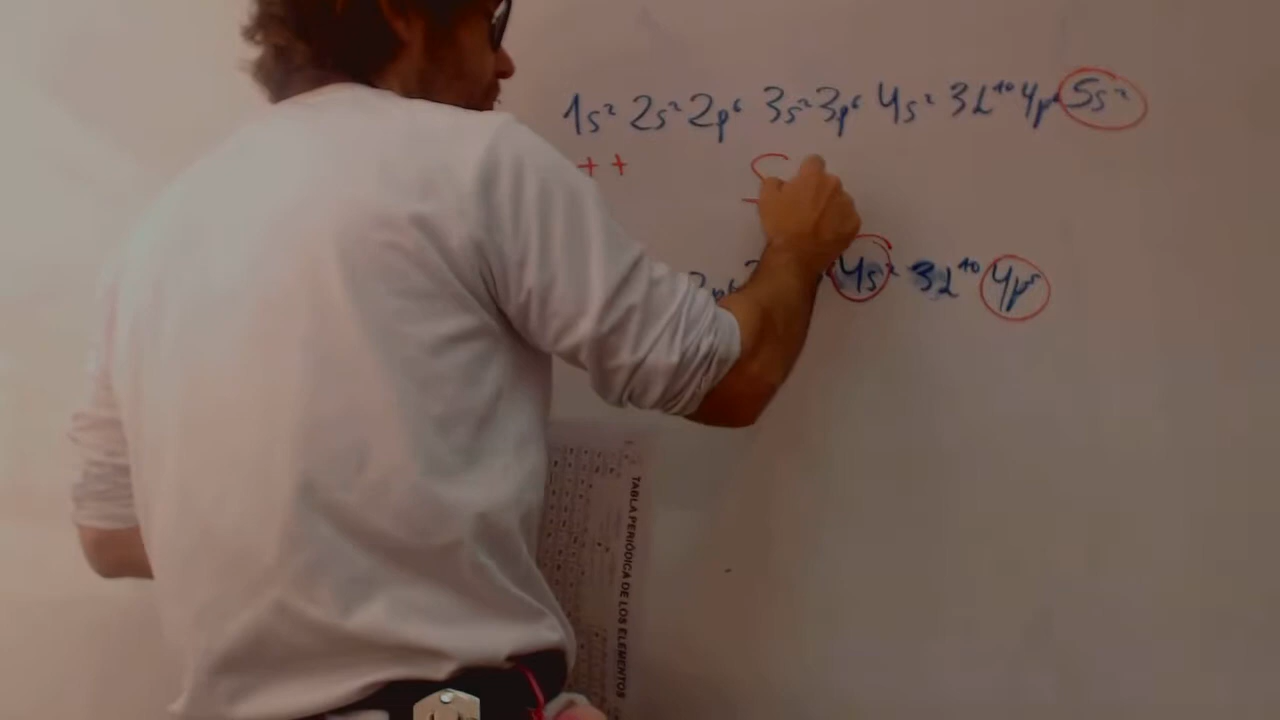 1s² 2s² 2p⁶ 3s² 3p⁶ 4s² 3d¹⁰ 4p⁶ 5s²
+ +
4s² 3d¹⁰ 4p⁵
TABLA PERIÓDICA DE LOS ELEMENTOS